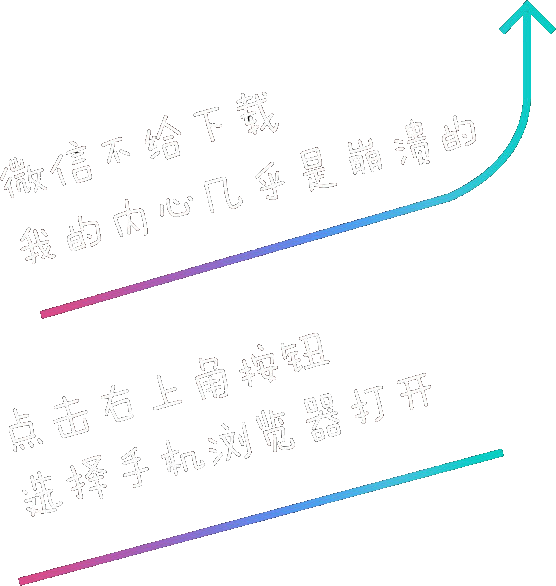 微信不给下载
我的内心几乎是崩溃的
点击右上角按钮
选择手机浏览器打开